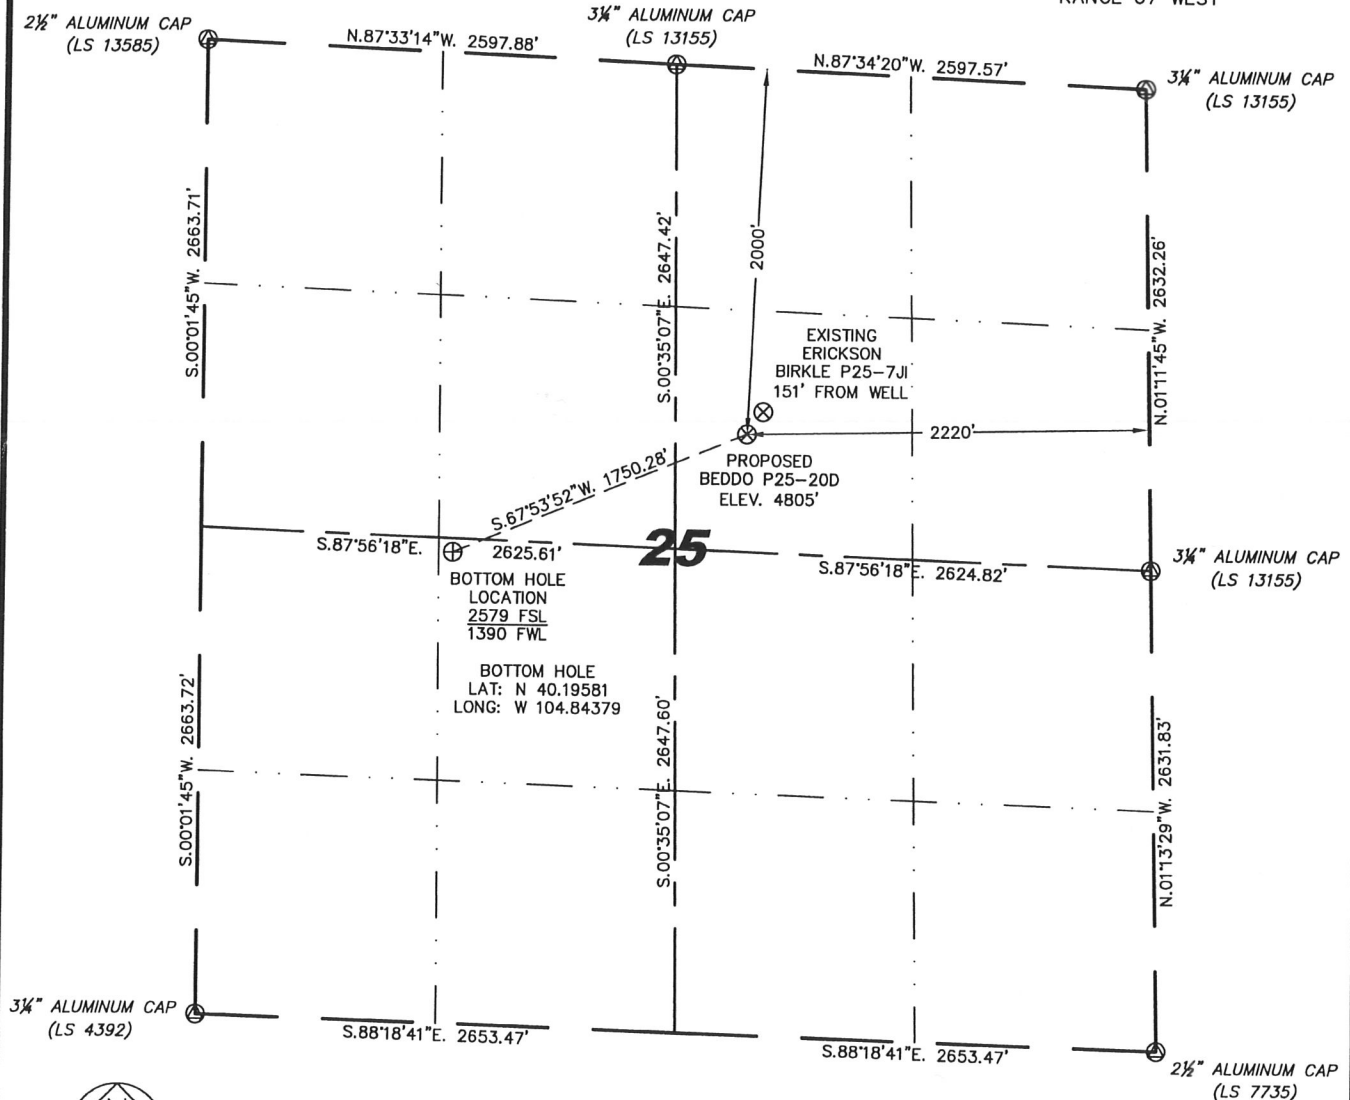 RANGE 67 WEST
2½" ALUMINUM CAP
(LS 13585)
3¼" ALUMINUM CAP
(LS 13155)
N.87°33'14"W. 2597.88'
N.87°34'20"W. 2597.57'
3¼" ALUMINUM CAP
(LS 13155)
S.00°01'45"W. 2663.71'
S.00°35'07"E. 2647.42'
2000'
N.01°11'45"W. 2632.26'
EXISTING
ERICKSON
BIRKLE P25-7JI
151' FROM WELL
2220'
PROPOSED
BEDDO P25-20D
ELEV. 4805'
S.67°53'52"W. 1750.28'
S.87°56'18"E. 2625.61'
25
S.87°56'18"E. 2624.82'
3¼" ALUMINUM CAP
(LS 13155)
BOTTOM HOLE
LOCATION
2579 FSL
1390 FWL
BOTTOM HOLE
LAT: N 40.19581
LONG: W 104.84379
S.00°01'45"W. 2663.72'
S.00°35'07"E. 2647.60'
N.01°13'29"W. 2631.83'
3¼" ALUMINUM CAP
(LS 4392)
S.88°18'41"E. 2653.47'
S.88°18'41"E. 2653.47'
2½" ALUMINUM CAP
(LS 7735)